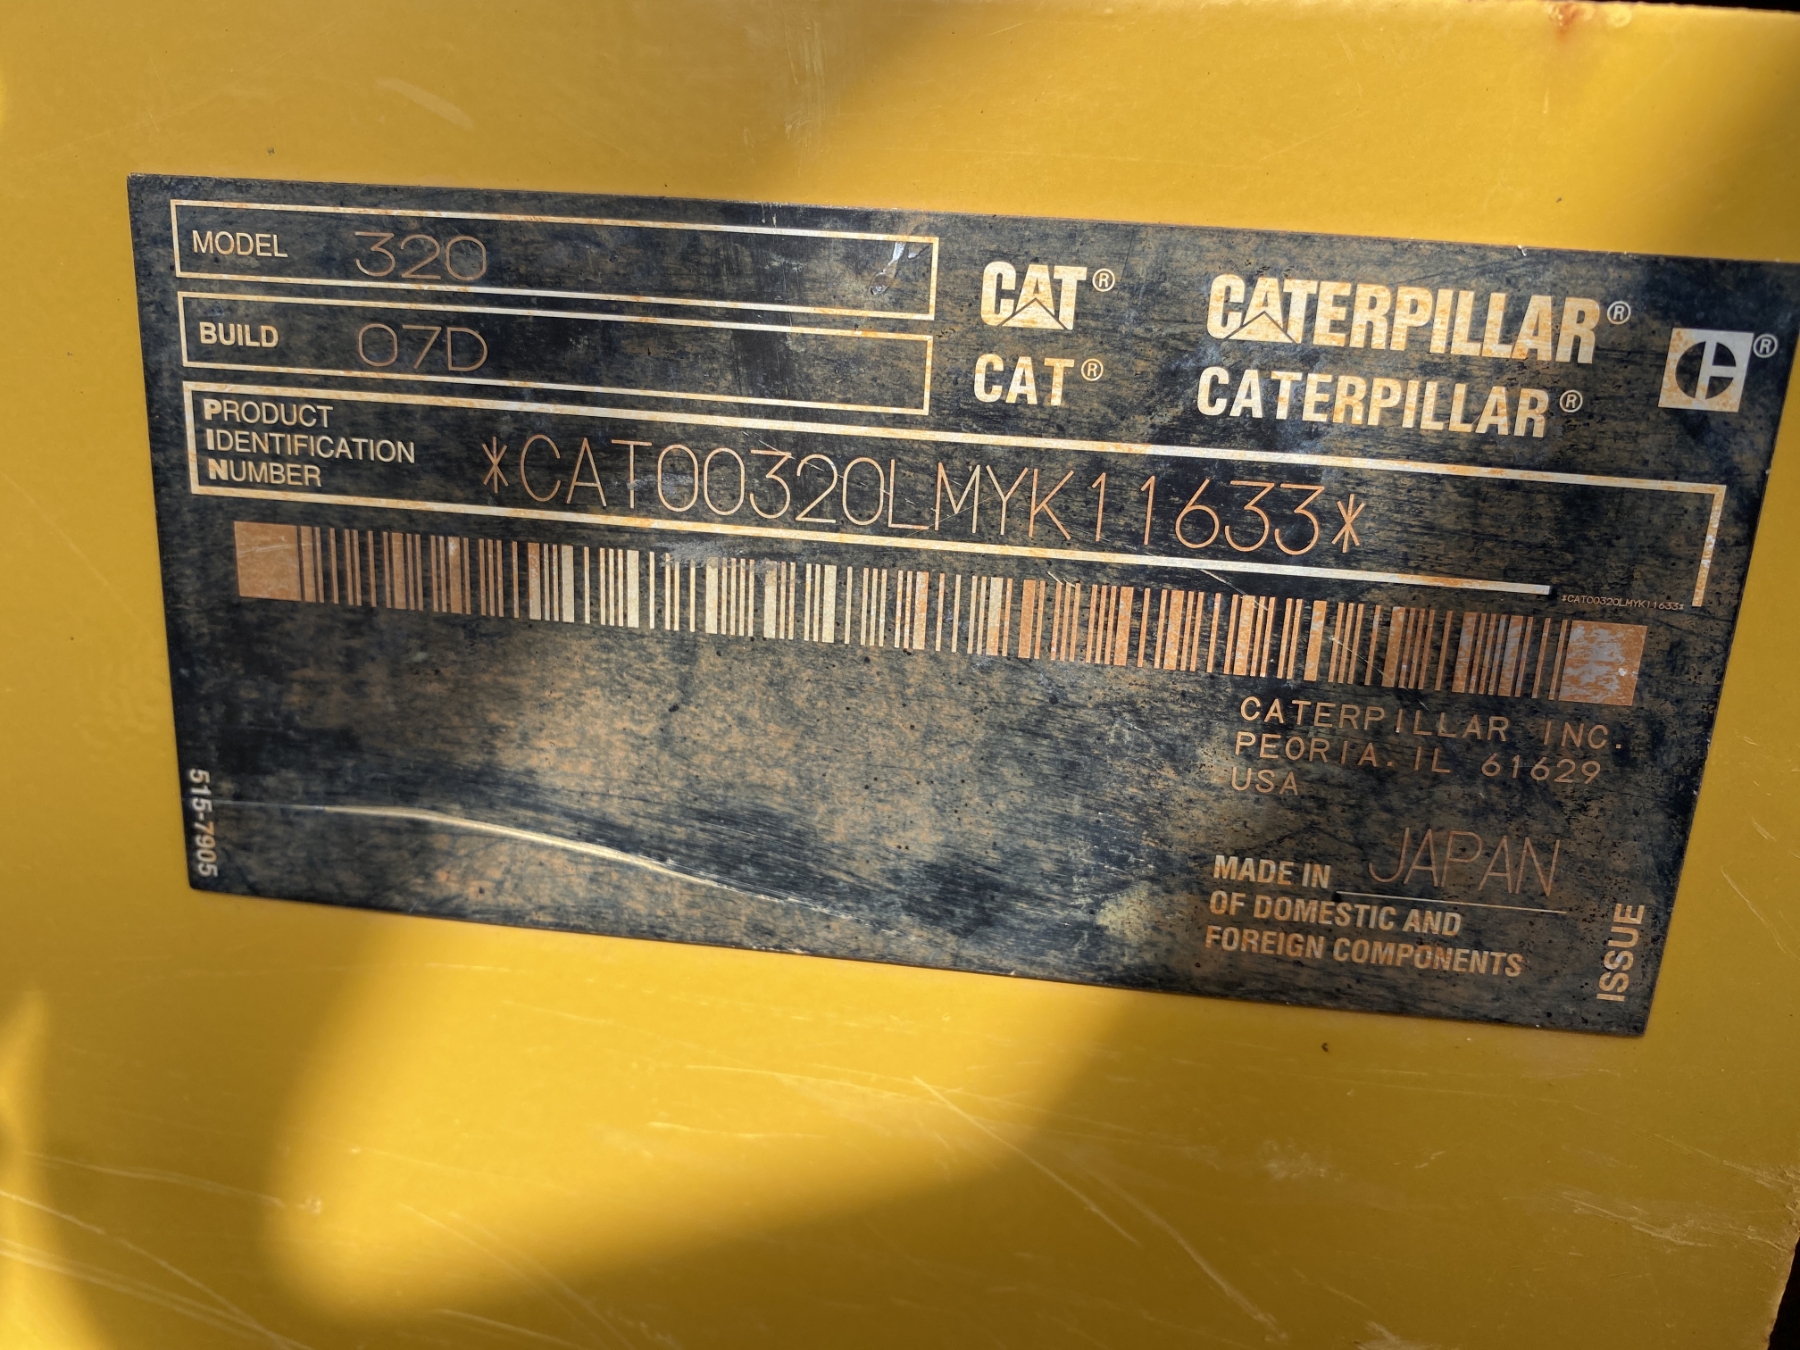 MODEL 320
BUILD 07D
CAT® CATERPILLAR®
CAT® CATERPILLAR®
PRODUCT
IDENTIFICATION
NUMBER
*CAT00320LMYK11633*
*CAT00320LMYK11633*
CATERPILLAR INC.
PEORIA. IL 61629
USA
515-7905
MADE IN JAPAN
OF DOMESTIC AND
FOREIGN COMPONENTS
ISSUE